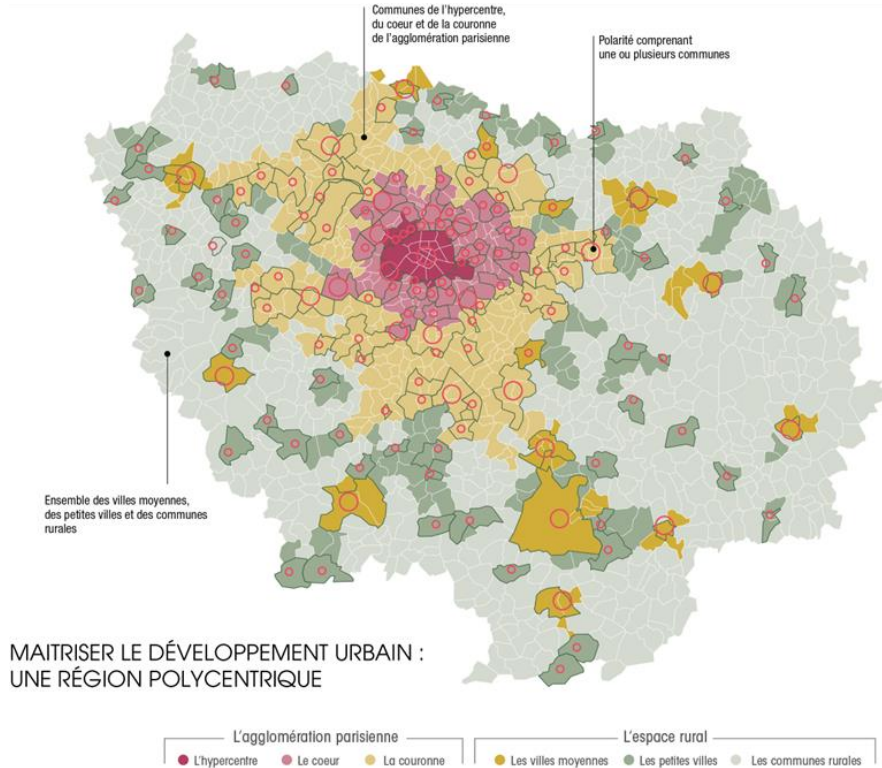 Communes de l'hypercentre,
du coeur et de la couronne
de l'agglomération parisienne
Polarité comprenant
une ou plusieurs communes
Ensemble des villes moyennes,
des petites villes et des communes
rurales
MAITRISER LE DÉVELOPPEMENT URBAIN :
UNE RÉGION POLYCENTRIQUE
L'agglomération parisienne
L'espace rural
L'hypercentre Le coeur La couronne Les villes moyennes Les petites villes Les communes rurales